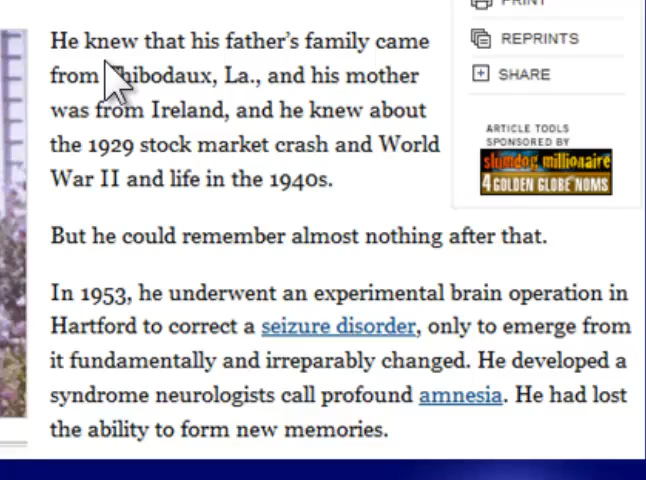 PRINT
He knew that his father's family came
REPRINTS
from Thibodaux, La., and his mother
SHARE
was from Ireland, and he knew about
the 1929 stock market crash and World
War II and life in the 1940s.
ARTICLE TOOLS
SPONSORED BY
slumdog millionaire
4 GOLDEN GLOBE NOMS
But he could remember almost nothing after that.
In 1953, he underwent an experimental brain operation in
Hartford to correct a seizure disorder, only to emerge from
it fundamentally and irreparably changed. He developed a
syndrome neurologists call profound amnesia. He had lost
the ability to form new memories.